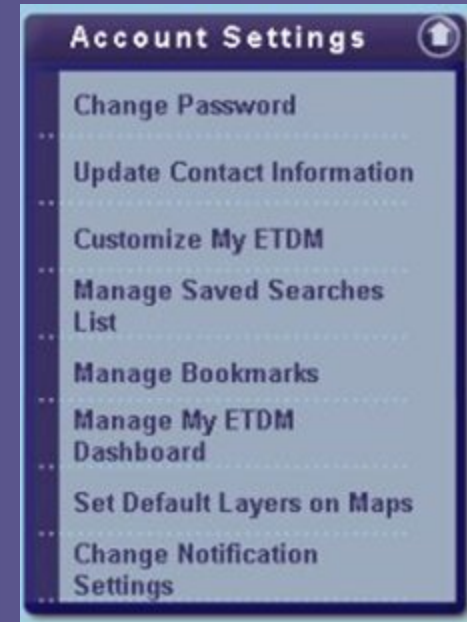 Account Settings
Change Password
Update Contact Information
Customize My ETDM
Manage Saved Searches
List
Manage Bookmarks
Manage My ETDM
Dashboard
Set Default Layers on Maps
Change Notification
Settings